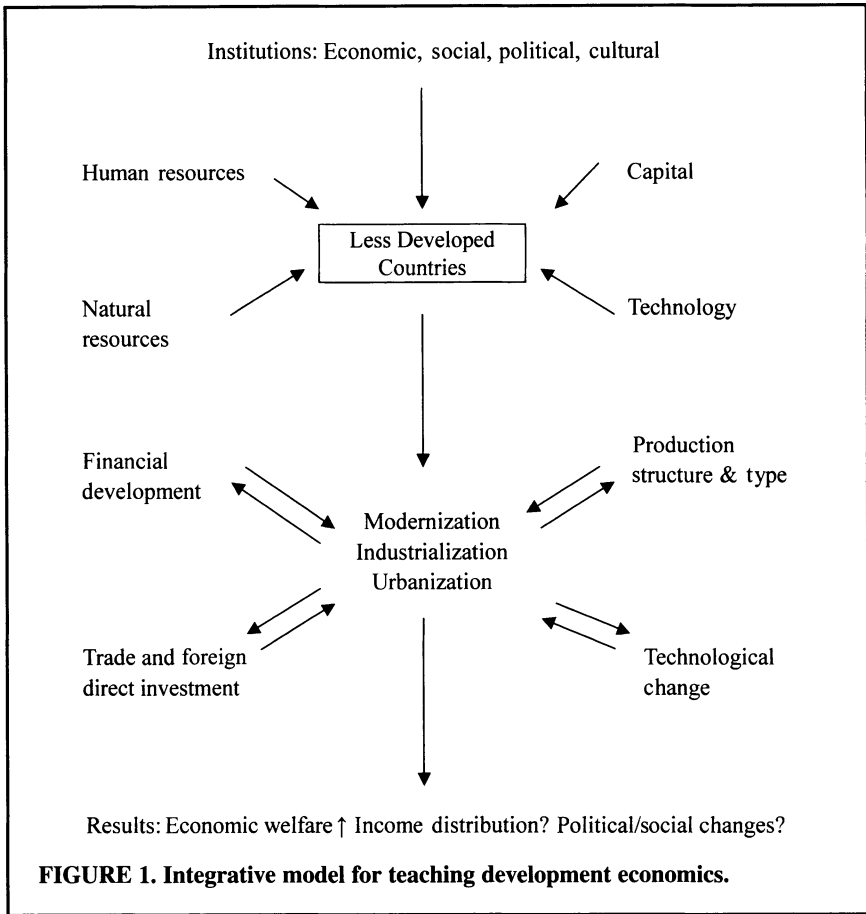 Institutions: Economic, social, political, cultural
Human resources
Capital
Less Developed
Countries
Natural
resources
Technology
Financial
development
Production
structure & type
Modernization
Industrialization
Urbanization
Trade and foreign
direct investment
Technological
change
Results: Economic welfare ↑ Income distribution? Political/social changes?
FIGURE 1. Integrative model for teaching development economics.